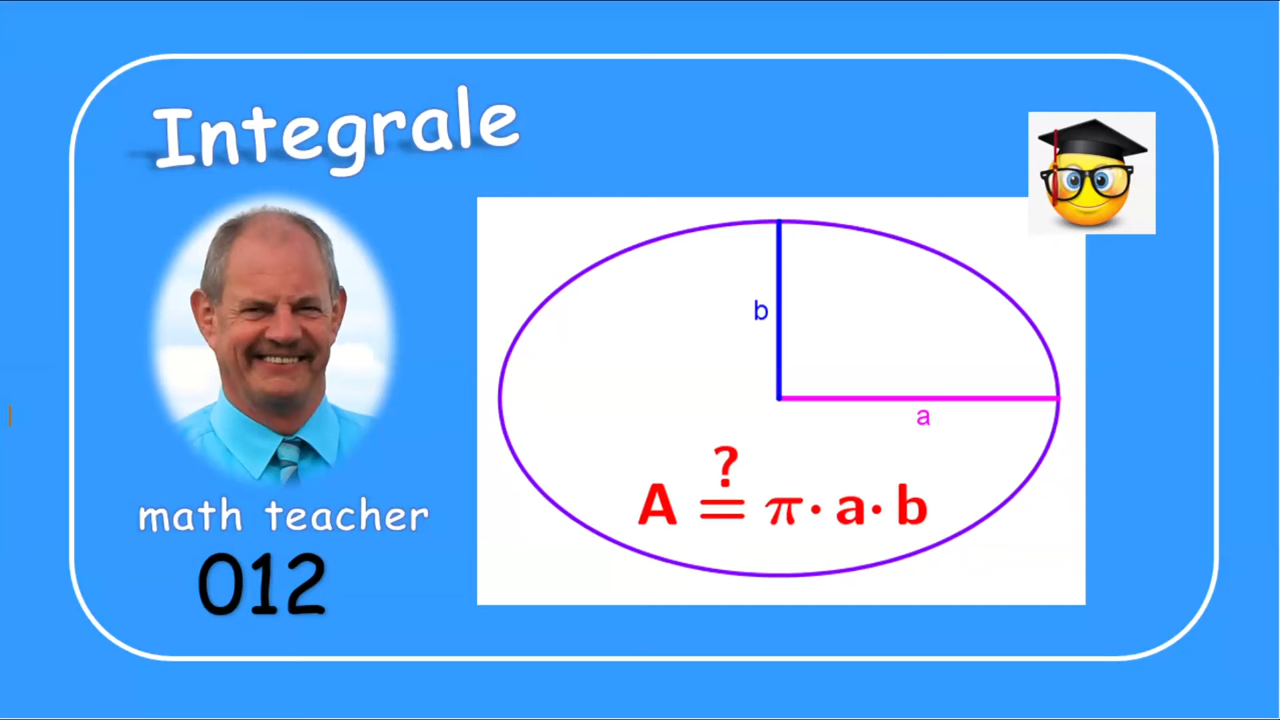 Integrale
math teacher
012
b
a
?
A = π · a · b